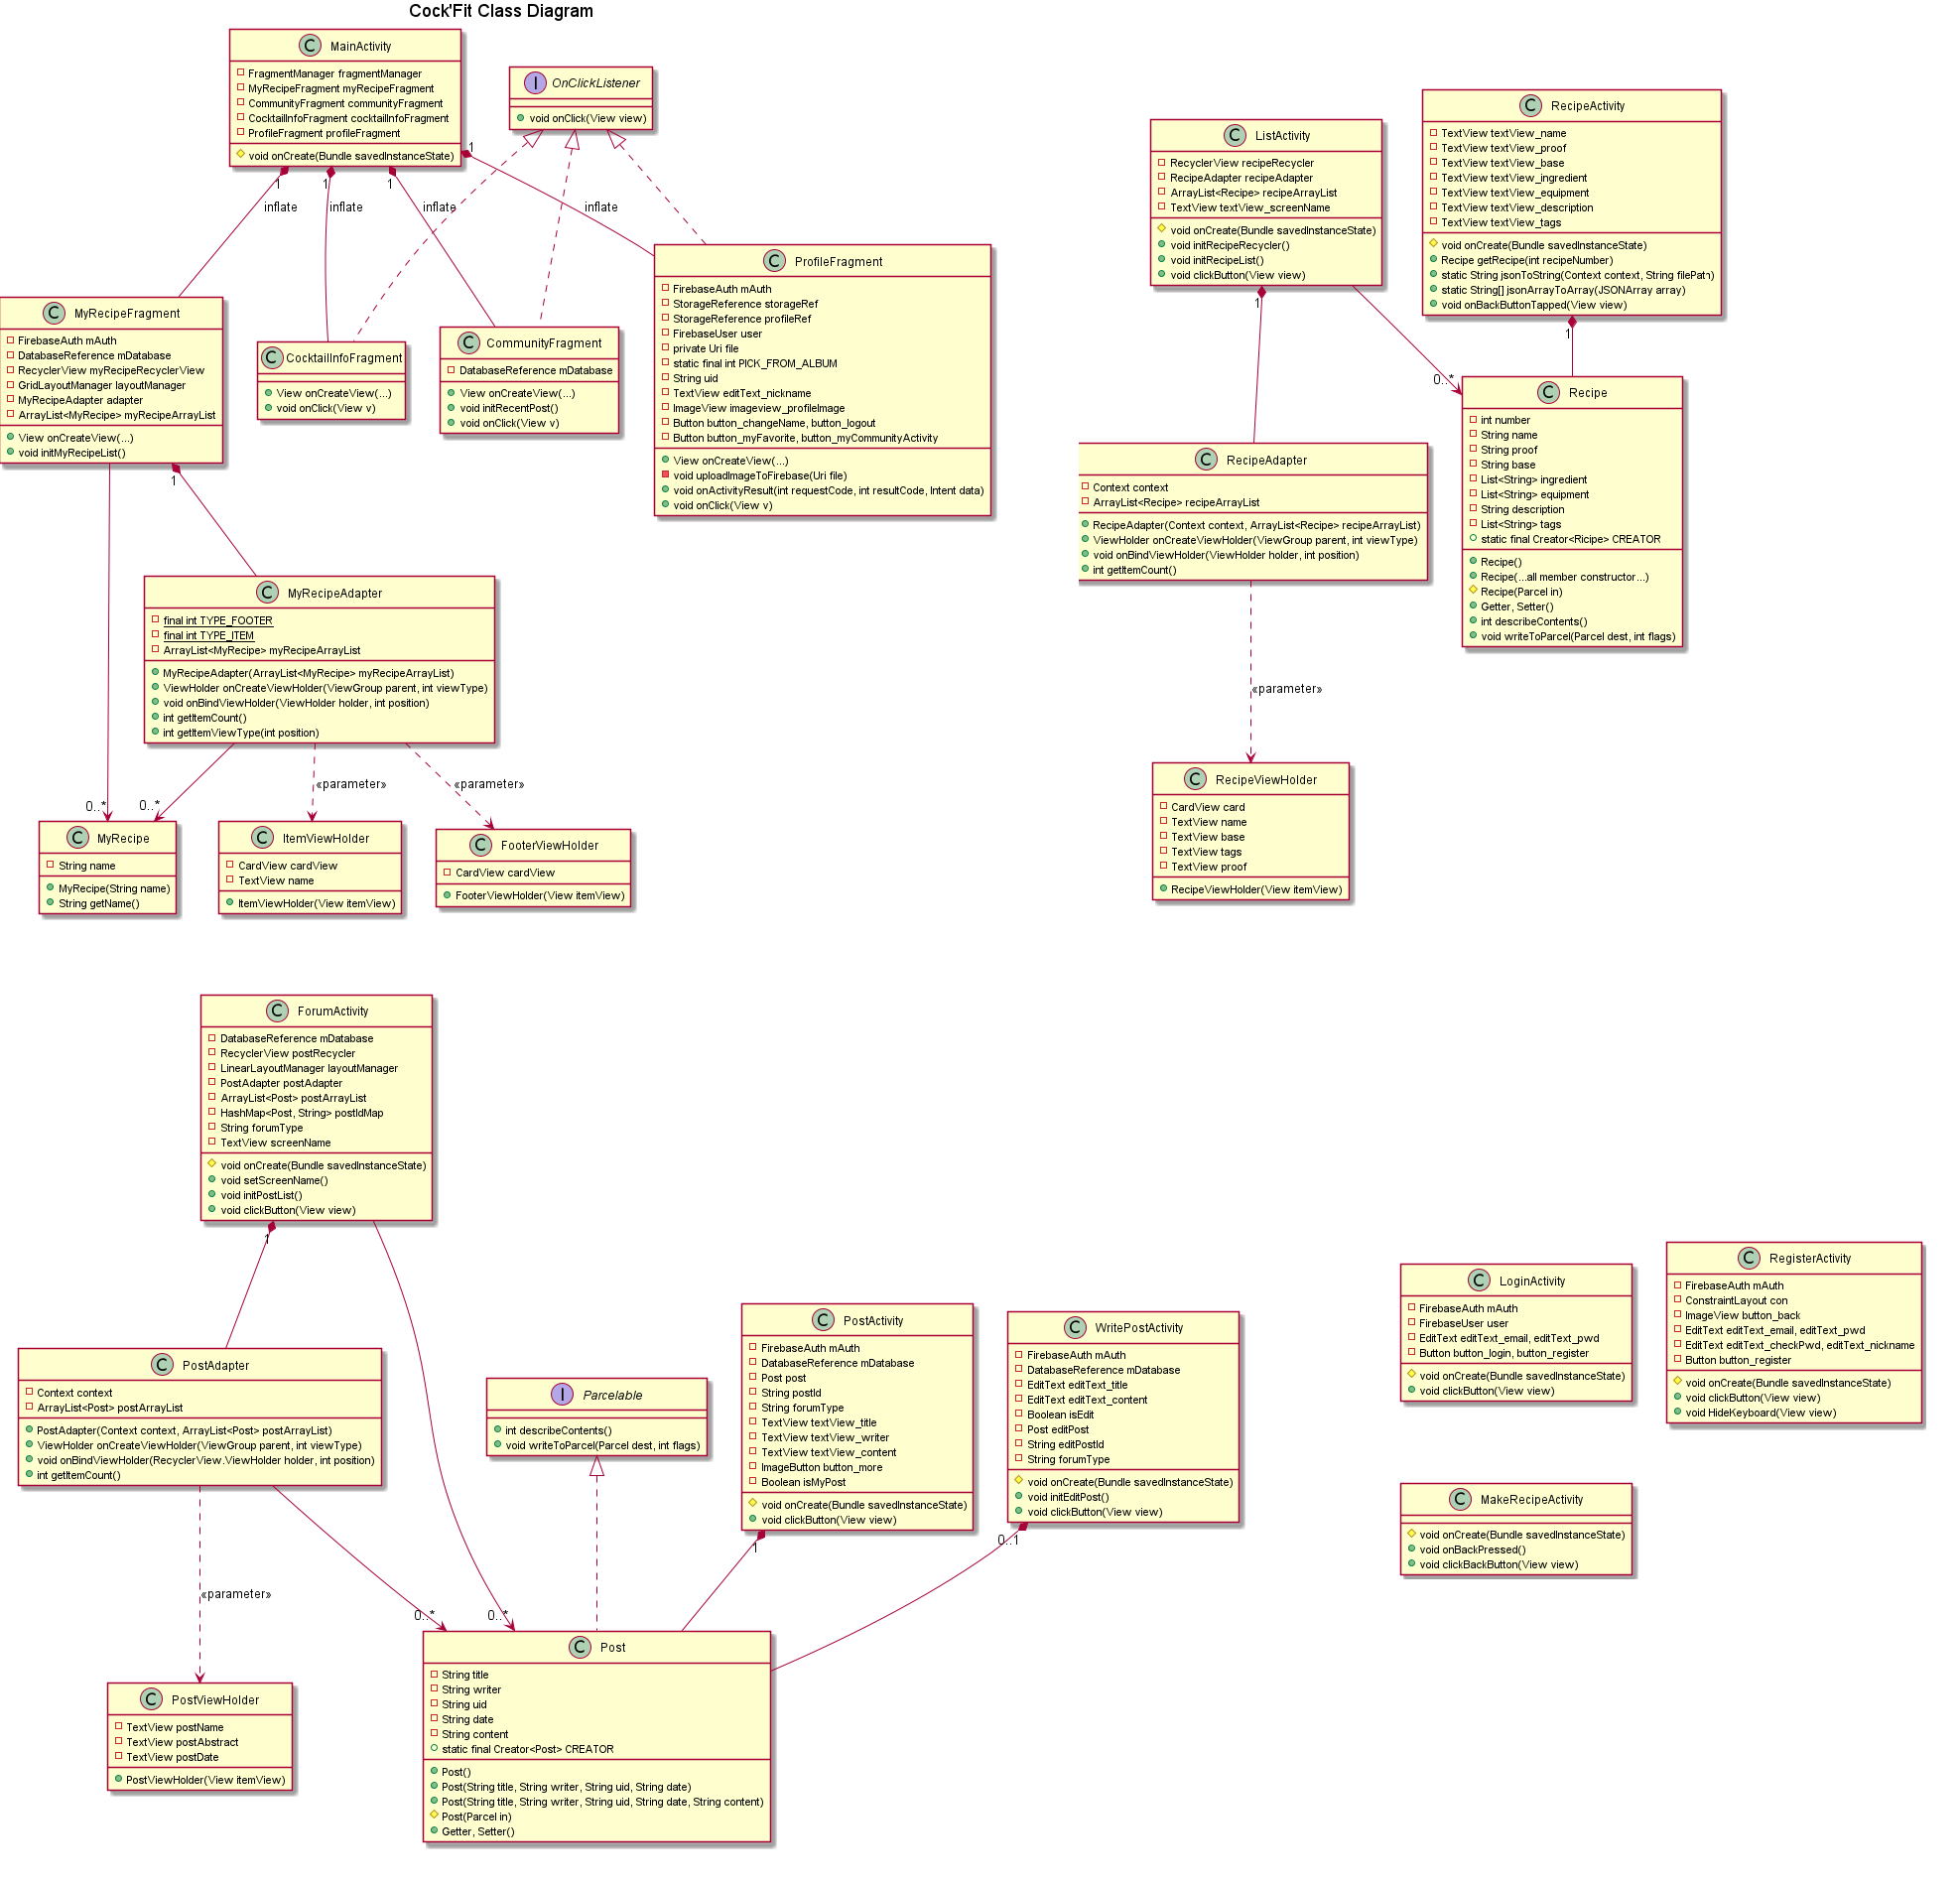 Cock'Fit Class Diagram
MainActivity
FragmentManager fragmentManager
MyRecipeFragment myRecipeFragment
CommunityFragment communityFragment
CocktailInfoFragment cocktailInfoFragment
ProfileFragment profileFragment
void onCreate(Bundle savedInstanceState)
OnClickListener
void onClick(View view)
1
1
1
1
inflate
inflate
inflate
inflate
MyRecipeFragment
FirebaseAuth mAuth
DatabaseReference mDatabase
RecyclerView myRecipeRecyclerView
GridLayoutManager layoutManager
MyRecipeAdapter adapter
ArrayList<MyRecipe> myRecipeArrayList
View onCreateView(...)
void initMyRecipeList()
1
CocktailInfoFragment
View onCreateView(...)
void onClick(View v)
CommunityFragment
DatabaseReference mDatabase
View onCreateView(...)
void initRecentPost()
void onClick(View v)
ProfileFragment
FirebaseAuth mAuth
StorageReference storageRef
StorageReference profileRef
FirebaseUser user
private Uri file
static final int PICK_FROM_ALBUM
String uid
TextView editText_nickname
ImageView imageview_profileImage
Button button_changeName, button_logout
Button button_myFavorite, button_myCommunityActivity
View onCreateView(...)
void uploadImageToFirebase(Uri file)
void onActivityResult(int requestCode, int resultCode, Intent data)
void onClick(View v)
MyRecipeAdapter
final int TYPE_FOOTER
final int TYPE_ITEM
ArrayList<MyRecipe> myRecipeArrayList
MyRecipeAdapter(ArrayList<MyRecipe> myRecipeArrayList)
ViewHolder onCreateViewHolder(ViewGroup parent, int viewType)
void onBindViewHolder(ViewHolder holder, int position)
int getItemCount()
int getItemViewType(int position)
0..*
0..*
«parameter»
«parameter»
MyRecipe
String name
MyRecipe(String name)
String getName()
ItemViewHolder
CardView cardView
TextView name
ItemViewHolder(View itemView)
FooterViewHolder
CardView cardView
FooterViewHolder(View itemView)
ListActivity
RecyclerView recipeRecycler
RecipeAdapter recipeAdapter
ArrayList<Recipe> recipeArrayList
TextView textView_screenName
void onCreate(Bundle savedInstanceState)
void initRecipeRecycler()
void initRecipeList()
void clickButton(View view)
1
0..*
RecipeActivity
TextView textView_name
TextView textView_proof
TextView textView_base
TextView textView_ingredient
TextView textView_equipment
TextView textView_description
TextView textView_tags
void onCreate(Bundle savedInstanceState)
Recipe getRecipe(int recipeNumber)
static String jsonToString(Context context, String filePath)
static String[] jsonArrayToArray(JSONArray array)
void onBackButtonTapped(View view)
1
RecipeAdapter
Context context
ArrayList<Recipe> recipeArrayList
RecipeAdapter(Context context, ArrayList<Recipe> recipeArrayList)
ViewHolder onCreateViewHolder(ViewGroup parent, int viewType)
void onBindViewHolder(ViewHolder holder, int position)
int getItemCount()
«parameter»
Recipe
int number
String name
String proof
String base
List<String> ingredient
List<String> equipment
String description
List<String> tags
static final Creator<Ricipe> CREATOR
Recipe()
Recipe(...all member constructor...)
Recipe(Parcel in)
Getter, Setter()
int describeContents()
void writeToParcel(Parcel dest, int flags)
RecipeViewHolder
CardView card
TextView name
TextView base
TextView tags
TextView proof
RecipeViewHolder(View itemView)
ForumActivity
DatabaseReference mDatabase
RecyclerView postRecycler
LinearLayoutManager layoutManager
PostAdapter postAdapter
ArrayList<Post> postArrayList
HashMap<Post, String> postIdMap
String forumType
TextView screenName
void onCreate(Bundle savedInstanceState)
void setScreenName()
void initPostList()
void clickButton(View view)
1
PostAdapter
Context context
ArrayList<Post> postArrayList
PostAdapter(Context context, ArrayList<Post> postArrayList)
ViewHolder onCreateViewHolder(ViewGroup parent, int viewType)
void onBindViewHolder(RecyclerView.ViewHolder holder, int position)
int getItemCount()
«parameter»
0..*
0..*
Parcelable
int describeContents()
void writeToParcel(Parcel dest, int flags)
PostActivity
FirebaseAuth mAuth
DatabaseReference mDatabase
Post post
String postId
String forumType
TextView textView_title
TextView textView_writer
TextView textView_content
ImageButton button_more
Boolean isMyPost
void onCreate(Bundle savedInstanceState)
void clickButton(View view)
1
WritePostActivity
FirebaseAuth mAuth
DatabaseReference mDatabase
EditText editText_title
EditText editText_content
Boolean isEdit
Post editPost
String editPostId
String forumType
void onCreate(Bundle savedInstanceState)
void initEditPost()
void clickButton(View view)
0..1
PostViewHolder
TextView postName
TextView postAbstract
TextView postDate
PostViewHolder(View itemView)
Post
String title
String writer
String uid
String date
String content
static final Creator<Post> CREATOR
Post()
Post(String title, String writer, String uid, String date)
Post(String title, String writer, String uid, String date, String content)
Post(Parcel in)
Getter, Setter()
LoginActivity
FirebaseAuth mAuth
FirebaseUser user
EditText editText_email, editText_pwd
Button button_login, button_register
void onCreate(Bundle savedInstanceState)
void clickButton(View view)
RegisterActivity
FirebaseAuth mAuth
ConstraintLayout con
ImageView button_back
EditText editText_email, editText_pwd
EditText editText_checkPwd, editText_nickname
Button button_register
void onCreate(Bundle savedInstanceState)
void clickButton(View view)
void HideKeyboard(View view)
MakeRecipeActivity
void onCreate(Bundle savedInstanceState)
void onBackPressed()
void clickBackButton(View view)